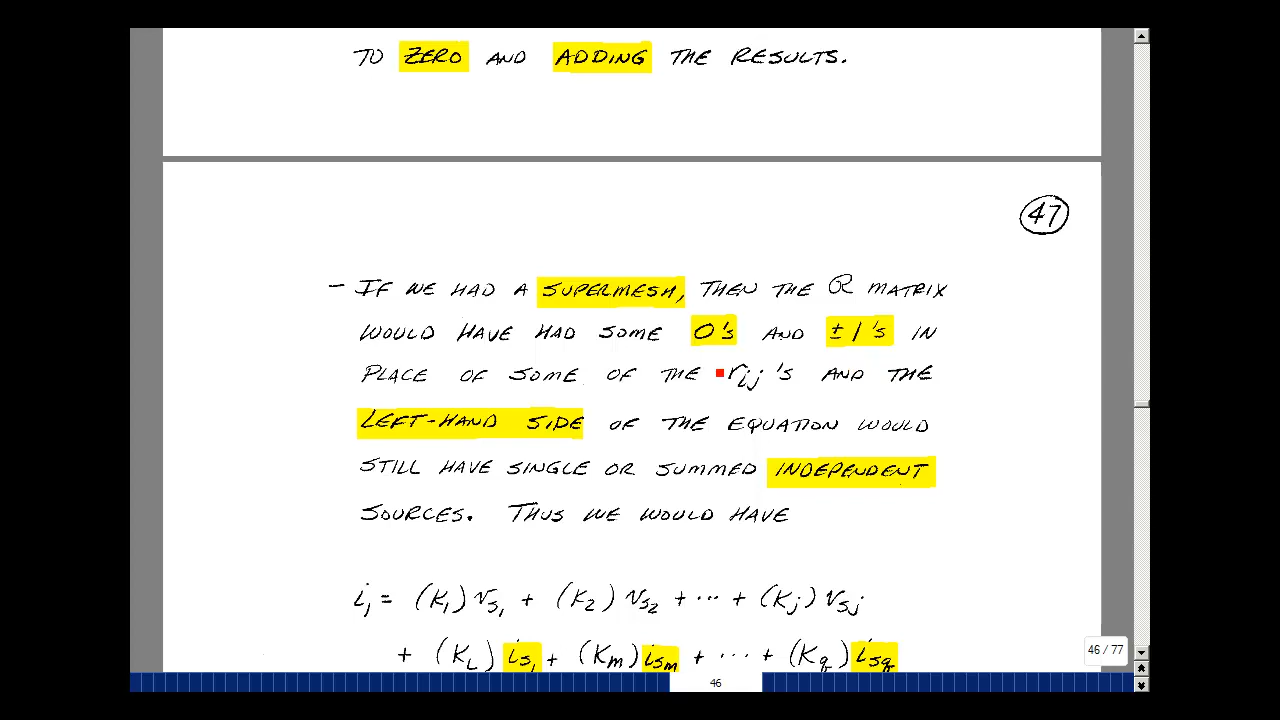 TO ZERO AND ADDING THE RESULTS.
47
- IF WE HAD A SUPERMESH, THEN THE R MATRIX
WOULD HAVE HAD SOME 0's AND ±1's IN
PLACE OF SOME OF THE rij's AND THE
LEFT-HAND SIDE OF THE EQUATION WOULD
STILL HAVE SINGLE OR SUMMED INDEPENDENT
SOURCES. THUS WE WOULD HAVE
i1 = (K1) vs1 + (K2) vs2 + ... + (Kj) vsj
+ (KL) is1 + (Km) ism + ... + (Kq) isq
46 / 77
46